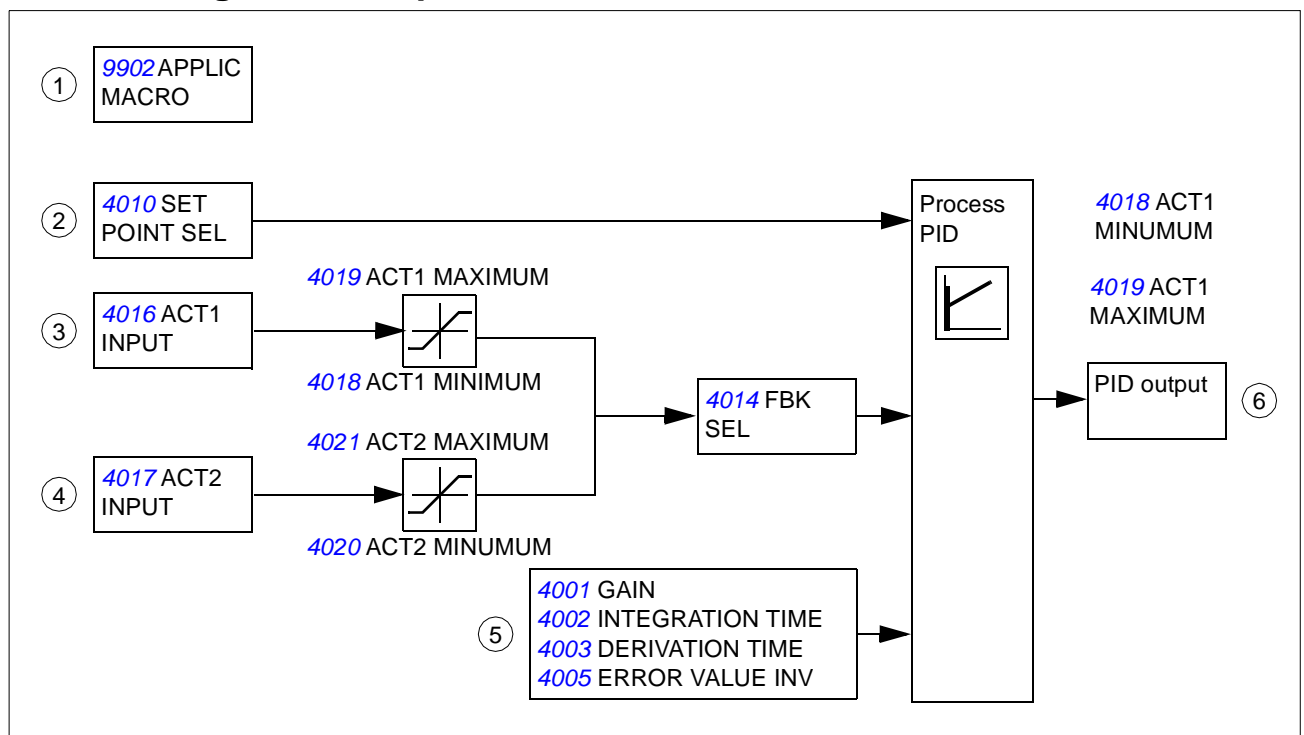 1
9902 APPLIC
MACRO
2
4010 SET
POINT SEL
Process
PID
4018 ACT1
MINUMUM
4019 ACT1
MAXIMUM
4019 ACT1 MAXIMUM
3
4016 ACT1
INPUT
4018 ACT1 MINIMUM
4014 FBK
SEL
PID output
6
4021 ACT2 MAXIMUM
4
4017 ACT2
INPUT
4020 ACT2 MINUMUM
5
4001 GAIN
4002 INTEGRATION TIME
4003 DERIVATION TIME
4005 ERROR VALUE INV